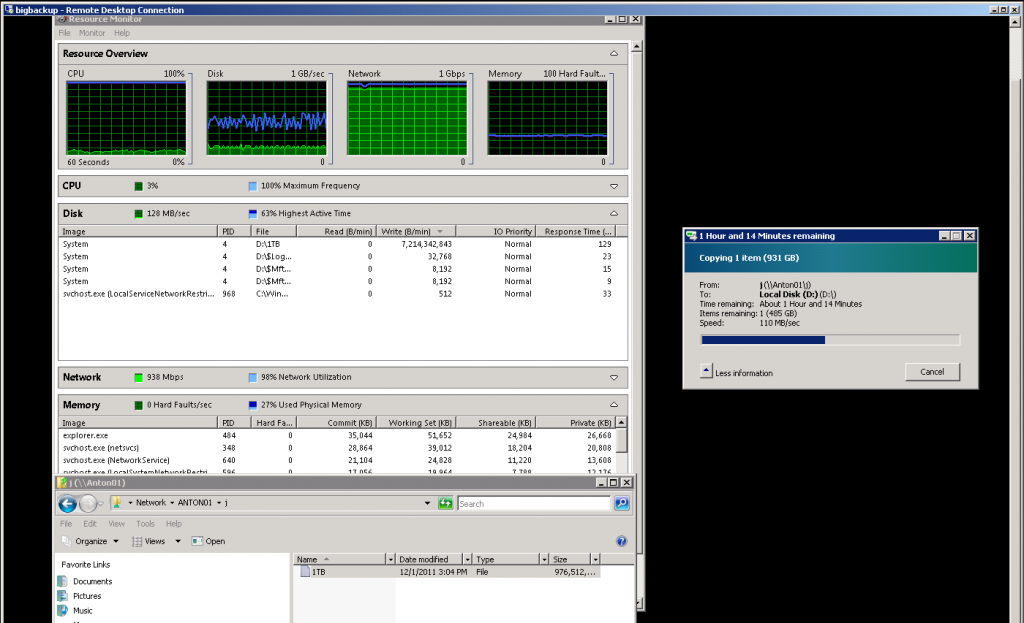 bigbackup - Remote Desktop Connection
Resource Monitor
File Monitor Help
Resource Overview
CPU 100% Disk 1 GB/sec Network 1 Gbps Memory 100 Hard Fault...
60 Seconds 0% 0 0 0
CPU 3% 100% Maximum Frequency
Disk 128 MB/sec 63% Highest Active Time
Image PID File Read (B/min) Write (B/min) IO Priority Response Time (...
System 4 D:\1TB 0 7,214,342,843 Normal 129
System 4 D:\$Log... 0 32,768 Normal 23
System 4 D:\$Mft... 0 8,192 Normal 15
System 4 D:\$Mft... 0 8,192 Normal 9
svchost.exe (LocalServiceNetworkRestri... 968 C:\Win... 0 512 Normal 33
Network 938 Mbps 98% Network Utilization
Memory 0 Hard Faults/sec 27% Used Physical Memory
Image PID Hard Fa... Commit (KB) Working Set (KB) Shareable (KB) Private (KB)
explorer.exe 484 0 35,044 51,652 24,984 26,668
svchost.exe (netsvcs) 348 0 28,864 39,012 18,204 20,808
svchost.exe (NetworkService) 640 0 21,104 24,828 11,220 13,608
svchost.exe (LocalSystemNetworkRestri... 596 0 17,056 19,964 7,788 12,176
1 Hour and 14 Minutes remaining
Copying 1 item (931 GB)
From: j (\\Anton01\j)
To: Local Disk (D:) (D:\)
Time remaining: About 1 Hour and 14 Minutes
Items remaining: 1 (485 GB)
Speed: 110 MB/sec
Less information Cancel
j (\\Anton01)
Network ANTON01 j Search
File Edit View Tools Help
Organize Views Open
Favorite Links
Documents
Pictures
Music
Name Date modified Type Size
1TB 12/1/2011 3:04 PM File 976,512,...